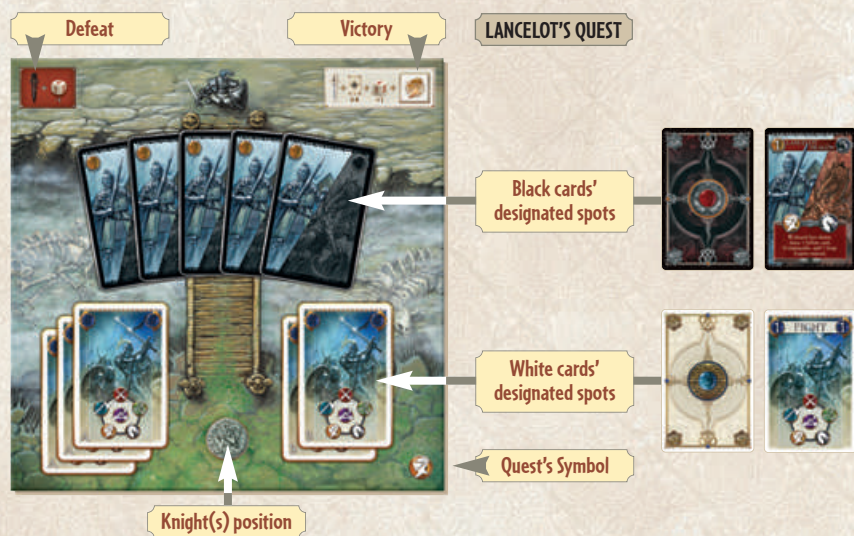 Defeat
Victory
LANCELOT'S QUEST
Black cards'
designated spots
White cards'
designated spots
FIGHT
Quest's Symbol
Knight(s) position